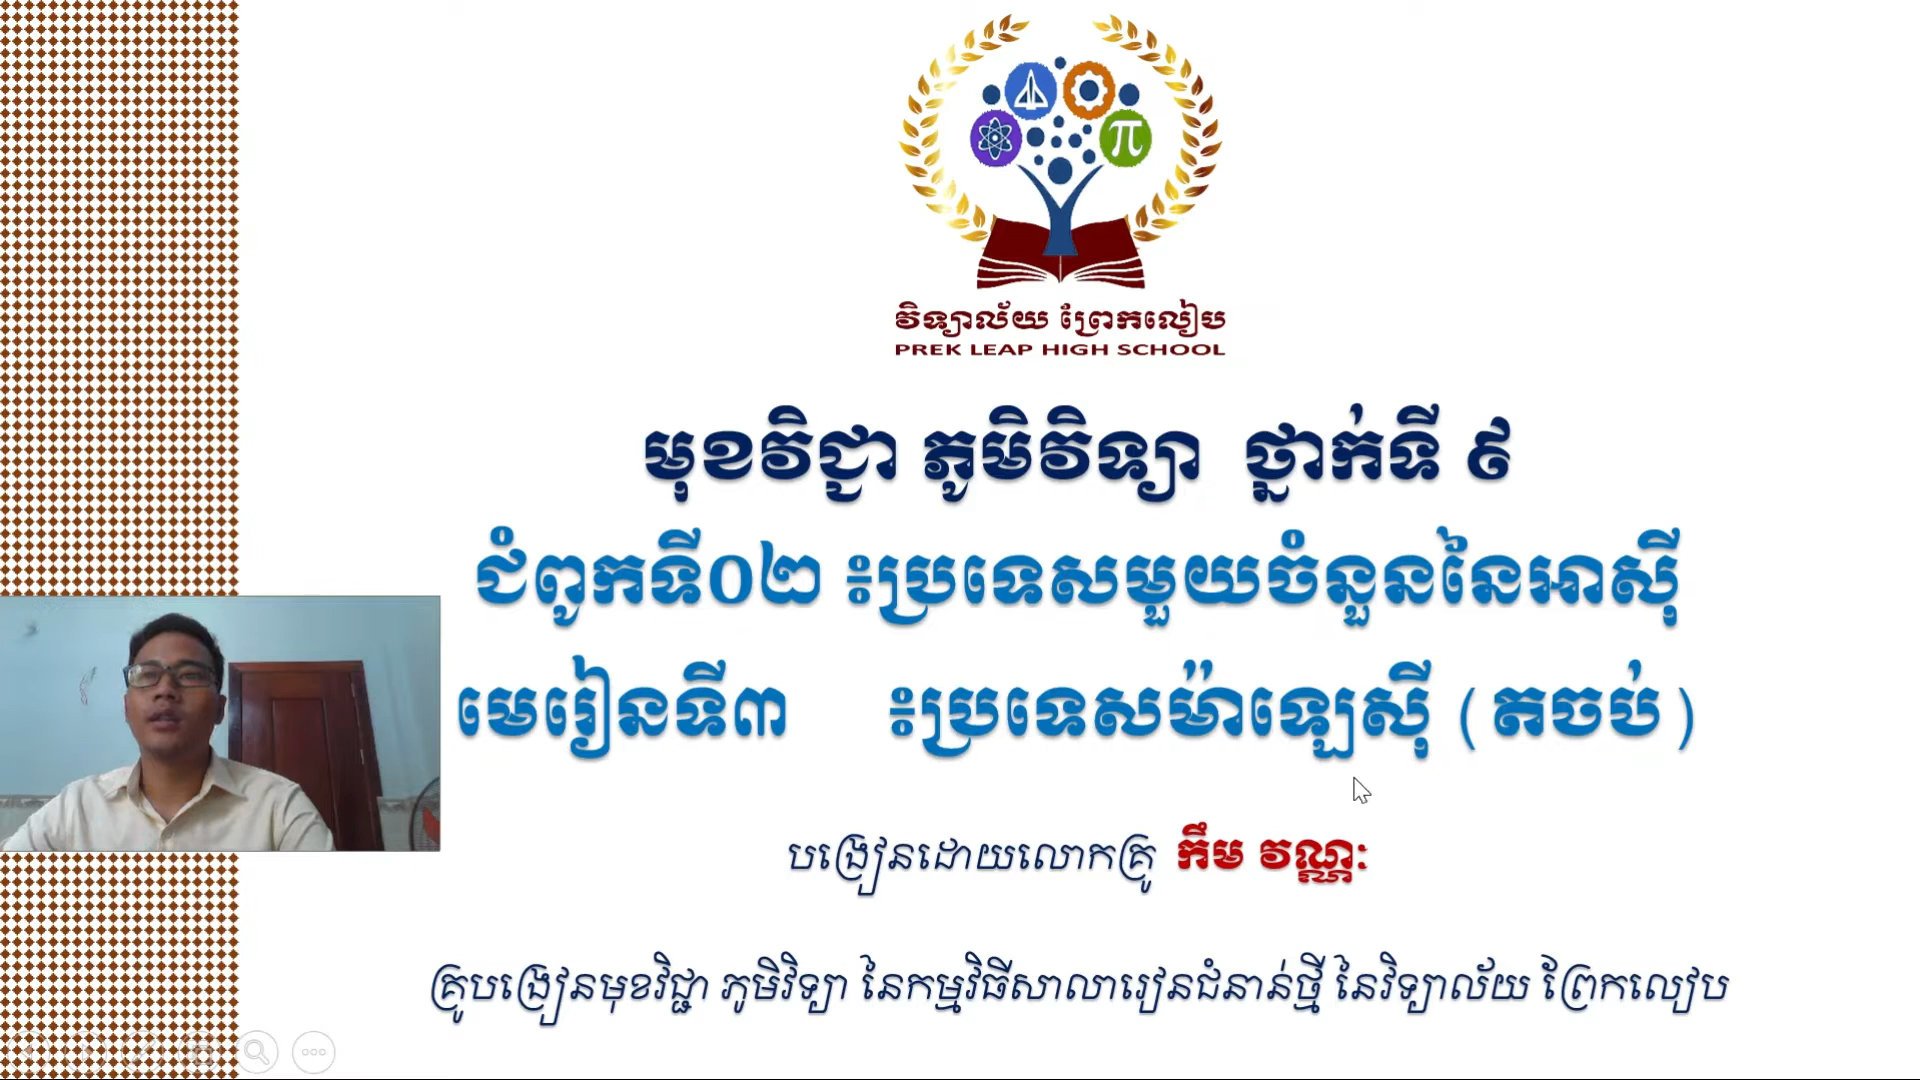 វិទ្យាល័យ ព្រែកលៀប
PREK LEAP HIGH SCHOOL
មុខវិជ្ជា ភូមិវិទ្យា ថ្នាក់ទី ៩
ជំពូកទី០២ ៖ប្រទេសមួយចំនួននៃអាស៊ី
មេរៀនទី៣ ៖ប្រទេសម៉ាឡេស៊ី (តចប់)
បង្រៀនដោយលោកគ្រូ កឹម វណ្ណៈ
គ្រូបង្រៀនមុខវិជ្ជា ភូមិវិទ្យា នៃកម្មវិធីសាលារៀនជំនាន់ថ្មី នៃវិទ្យាល័យ ព្រែកលៀប